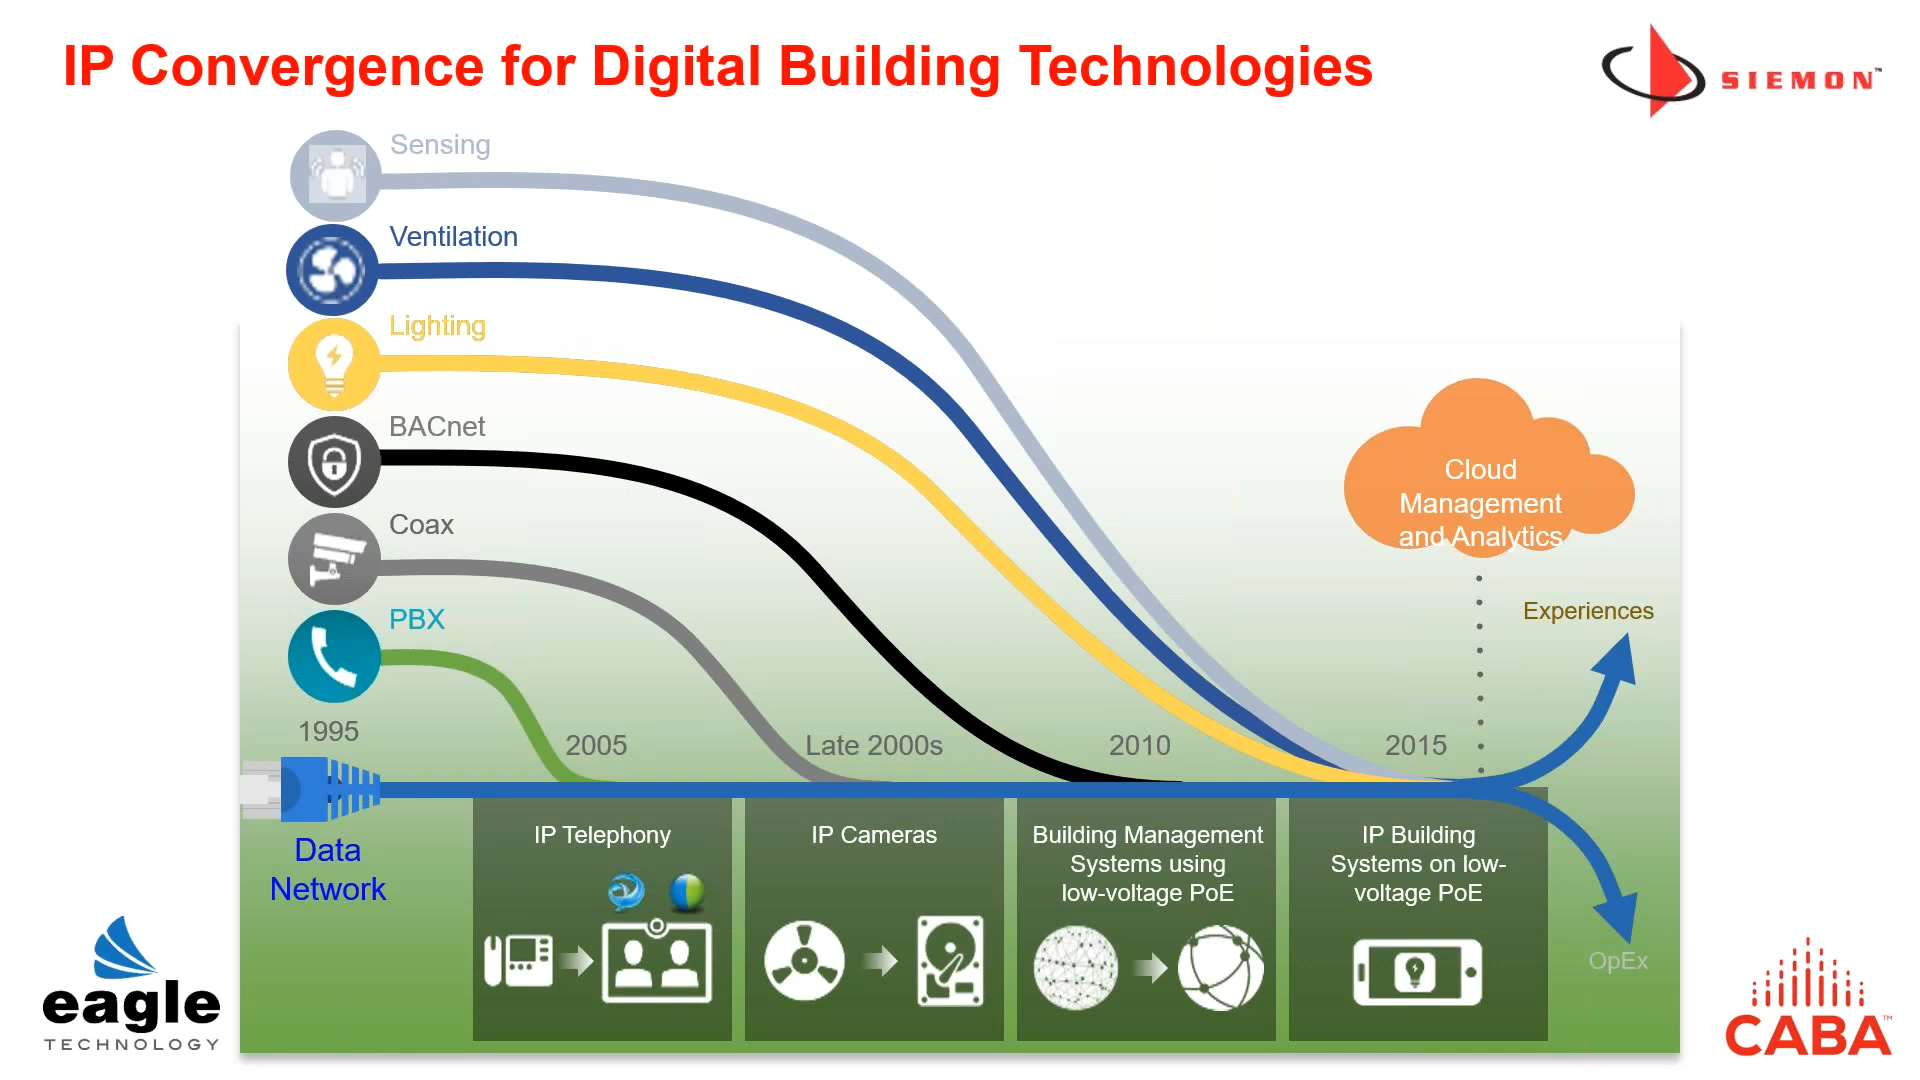 IP Convergence for Digital Building Technologies
SIEMON™
Sensing
Ventilation
Lighting
BACnet
Coax
PBX
1995
2005
Late 2000s
2010
2015
Cloud
Management
and Analytics
Experiences
OpEx
Data
Network
IP Telephony
IP Cameras
Building Management
Systems using
low-voltage PoE
IP Building
Systems on low-
voltage PoE
eagle
TECHNOLOGY
CABA™